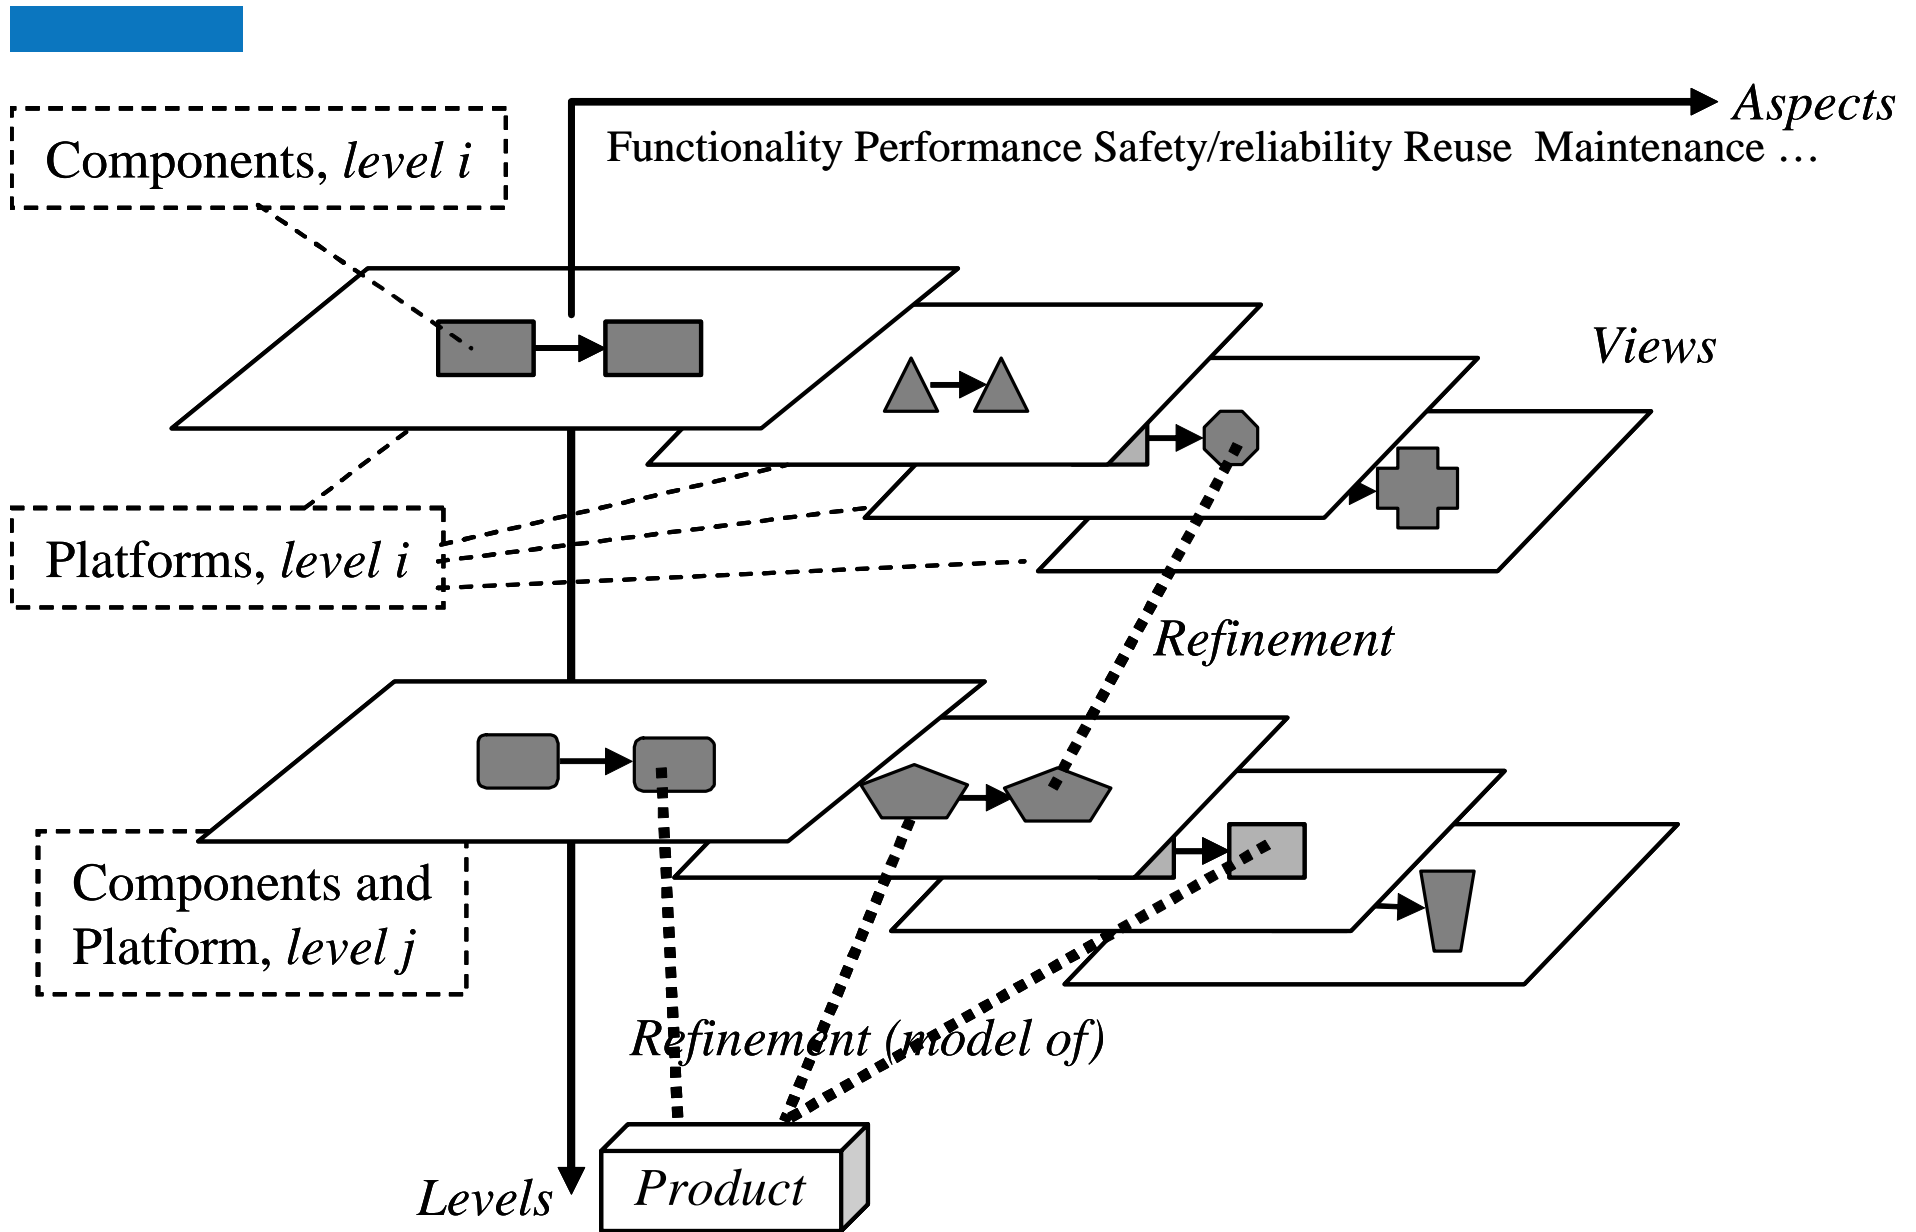 Aspects
Functionality Performance Safety/reliability Reuse Maintenance …
Components, level i
Views
Platforms, level i
Refinement
Components and
Platform, level j
Refinement (model of)
Levels
Product